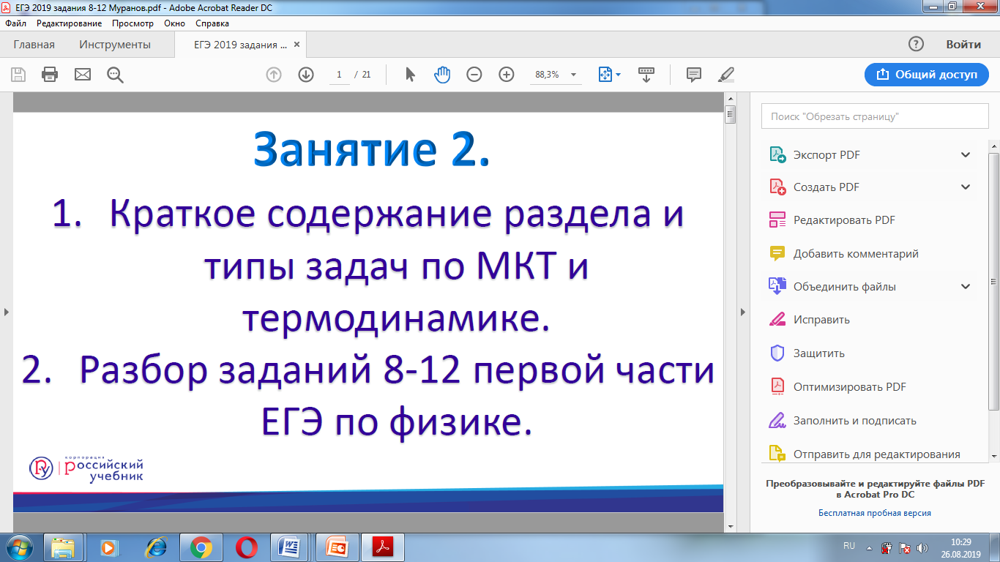 ЕГЭ 2019 задания 8-12 Муранов.pdf - Adobe Acrobat Reader DC
Файл Редактирование Просмотр Окно Справка
Главная Инструменты ЕГЭ 2019 задания ... × Войти
1 / 21 88,3% Общий доступ
Занятие 2.
1. Краткое содержание раздела и
типы задач по МКТ и
термодинамике.
2. Разбор заданий 8-12 первой части
ЕГЭ по физике.
корпорация
российский
учебник
Поиск "Обрезать страницу"
Экспорт PDF
Создать PDF
Редактировать PDF
Добавить комментарий
Объединить файлы
Исправить
Защитить
Оптимизировать PDF
Заполнить и подписать
Отправить для редактирования
Преобразовывайте и редактируйте файлы PDF
в Acrobat Pro DC
Бесплатная пробная версия
RU 10:29
26.08.2019